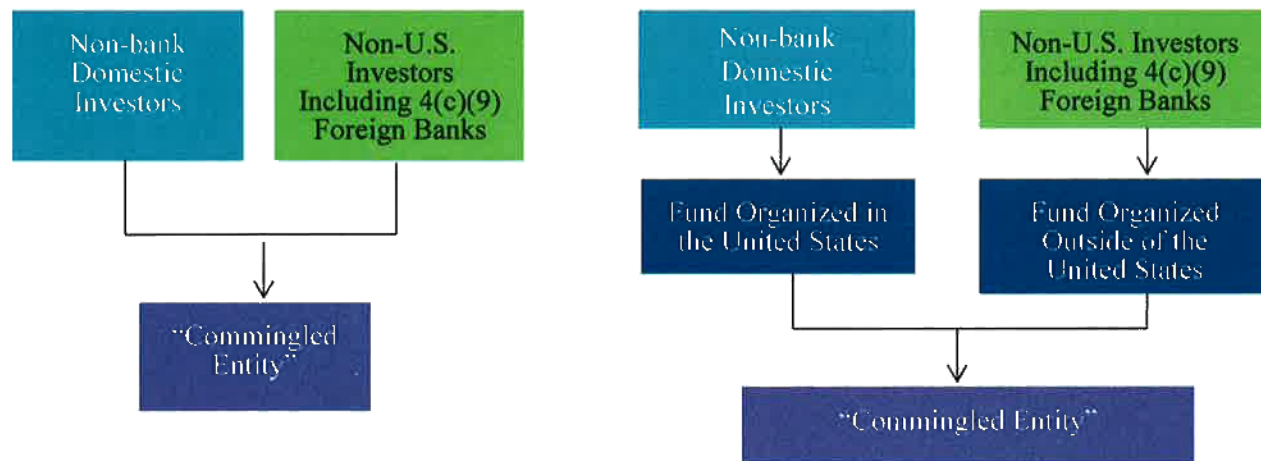 Non-bank
Domestic
Investors
Non-U.S.
Investors
Including 4(c)(9)
Foreign Banks
"Commingled
Entity"
Non-bank
Domestic
Investors
Non-U.S. Investors
Including 4(c)(9)
Foreign Banks
Fund Organized in
the United States
Fund Organized
Outside of the
United States
"Commingled Entity"